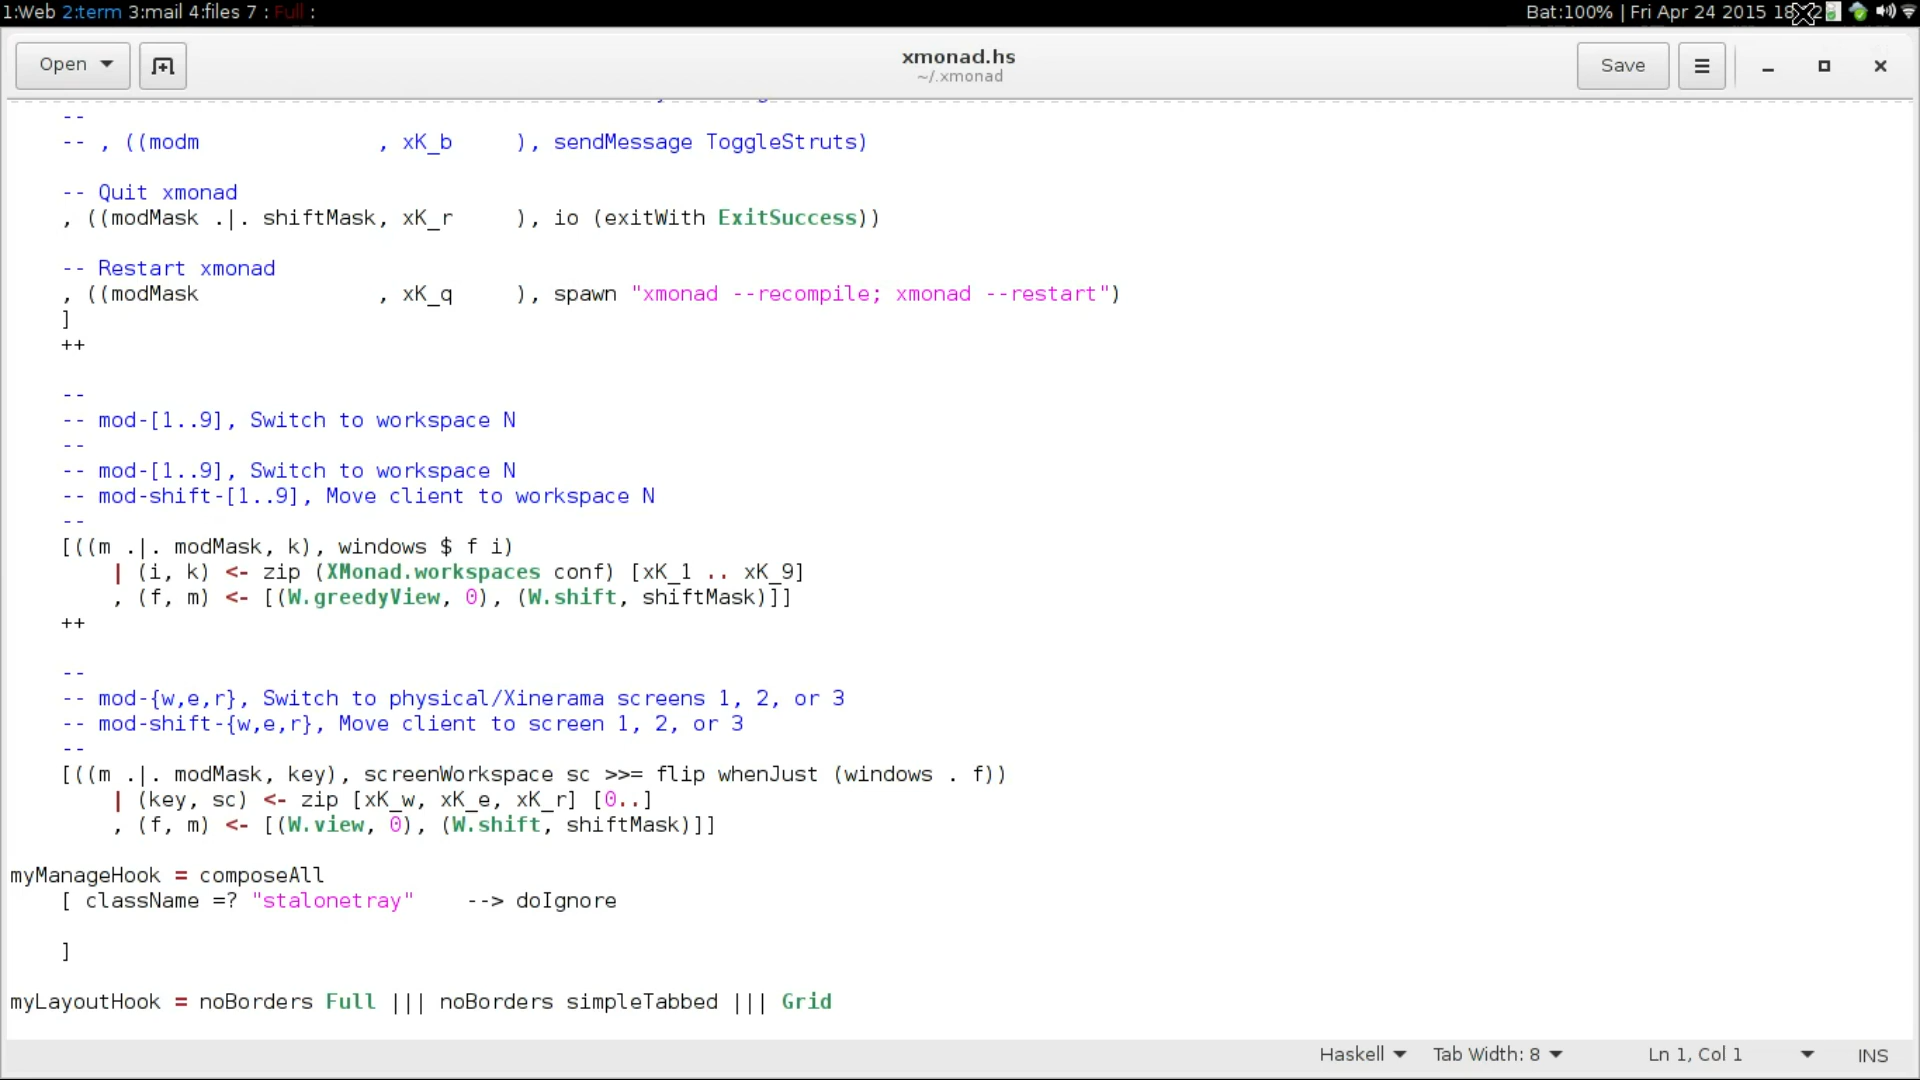 1:Web 2:term 3:mail 4:files 7 : Full :
Bat:100% | Fri Apr 24 2015
Open
xmonad.hs
~/.xmonad
Save
--
-- , ((modm              , xK_b     ), sendMessage ToggleStruts)
-- Quit xmonad
, ((modMask .|. shiftMask, xK_r     ), io (exitWith ExitSuccess))
-- Restart xmonad
, ((modMask              , xK_q     ), spawn "xmonad --recompile; xmonad --restart")
]
++
--
-- mod-[1..9], Switch to workspace N
--
-- mod-[1..9], Switch to workspace N
-- mod-shift-[1..9], Move client to workspace N
--
[((m .|. modMask, k), windows $ f i)
| (i, k) <- zip (XMonad.workspaces conf) [xK_1 .. xK_9]
, (f, m) <- [(W.greedyView, 0), (W.shift, shiftMask)]]
++
--
-- mod-{w,e,r}, Switch to physical/Xinerama screens 1, 2, or 3
-- mod-shift-{w,e,r}, Move client to screen 1, 2, or 3
--
[((m .|. modMask, key), screenWorkspace sc >>= flip whenJust (windows . f))
| (key, sc) <- zip [xK_w, xK_e, xK_r] [0..]
, (f, m) <- [(W.view, 0), (W.shift, shiftMask)]]
myManageHook = composeAll
[ className =? "stalonetray"    --> doIgnore
]
myLayoutHook = noBorders Full ||| noBorders simpleTabbed ||| Grid
Haskell
Tab Width: 8
Ln 1, Col 1
INS